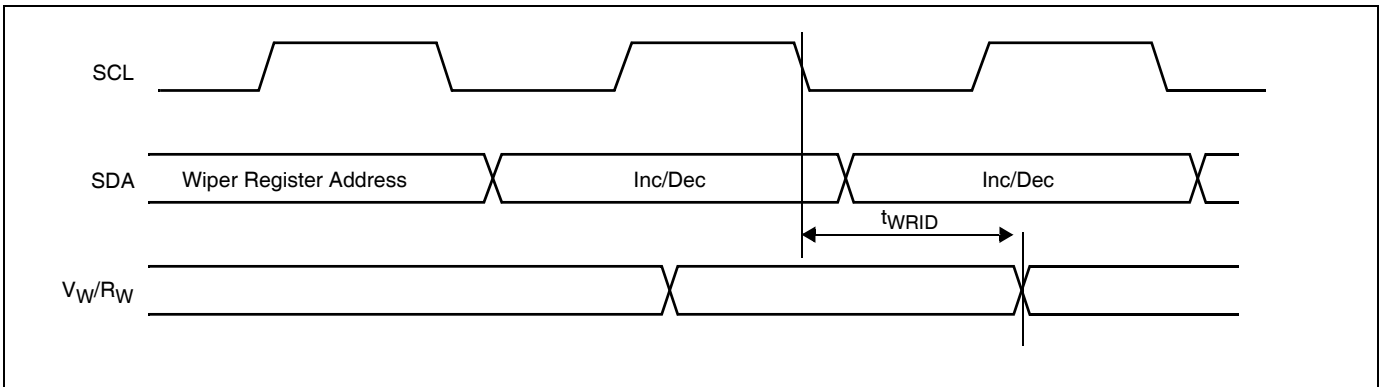 SCL
SDA Wiper Register Address Inc/Dec Inc/Dec
tWRID
VW/RW